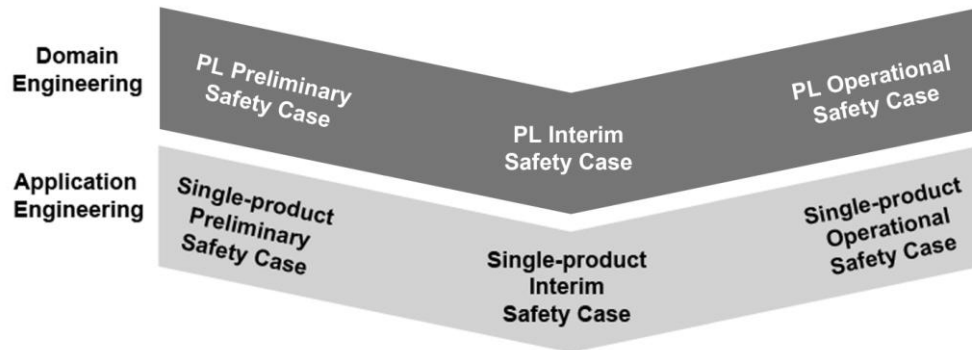 Domain
Engineering
PL Preliminary
Safety Case
PL Interim
Safety Case
PL Operational
Safety Case
Application
Engineering
Single-product
Preliminary
Safety Case
Single-product
Interim
Safety Case
Single-product
Operational
Safety Case